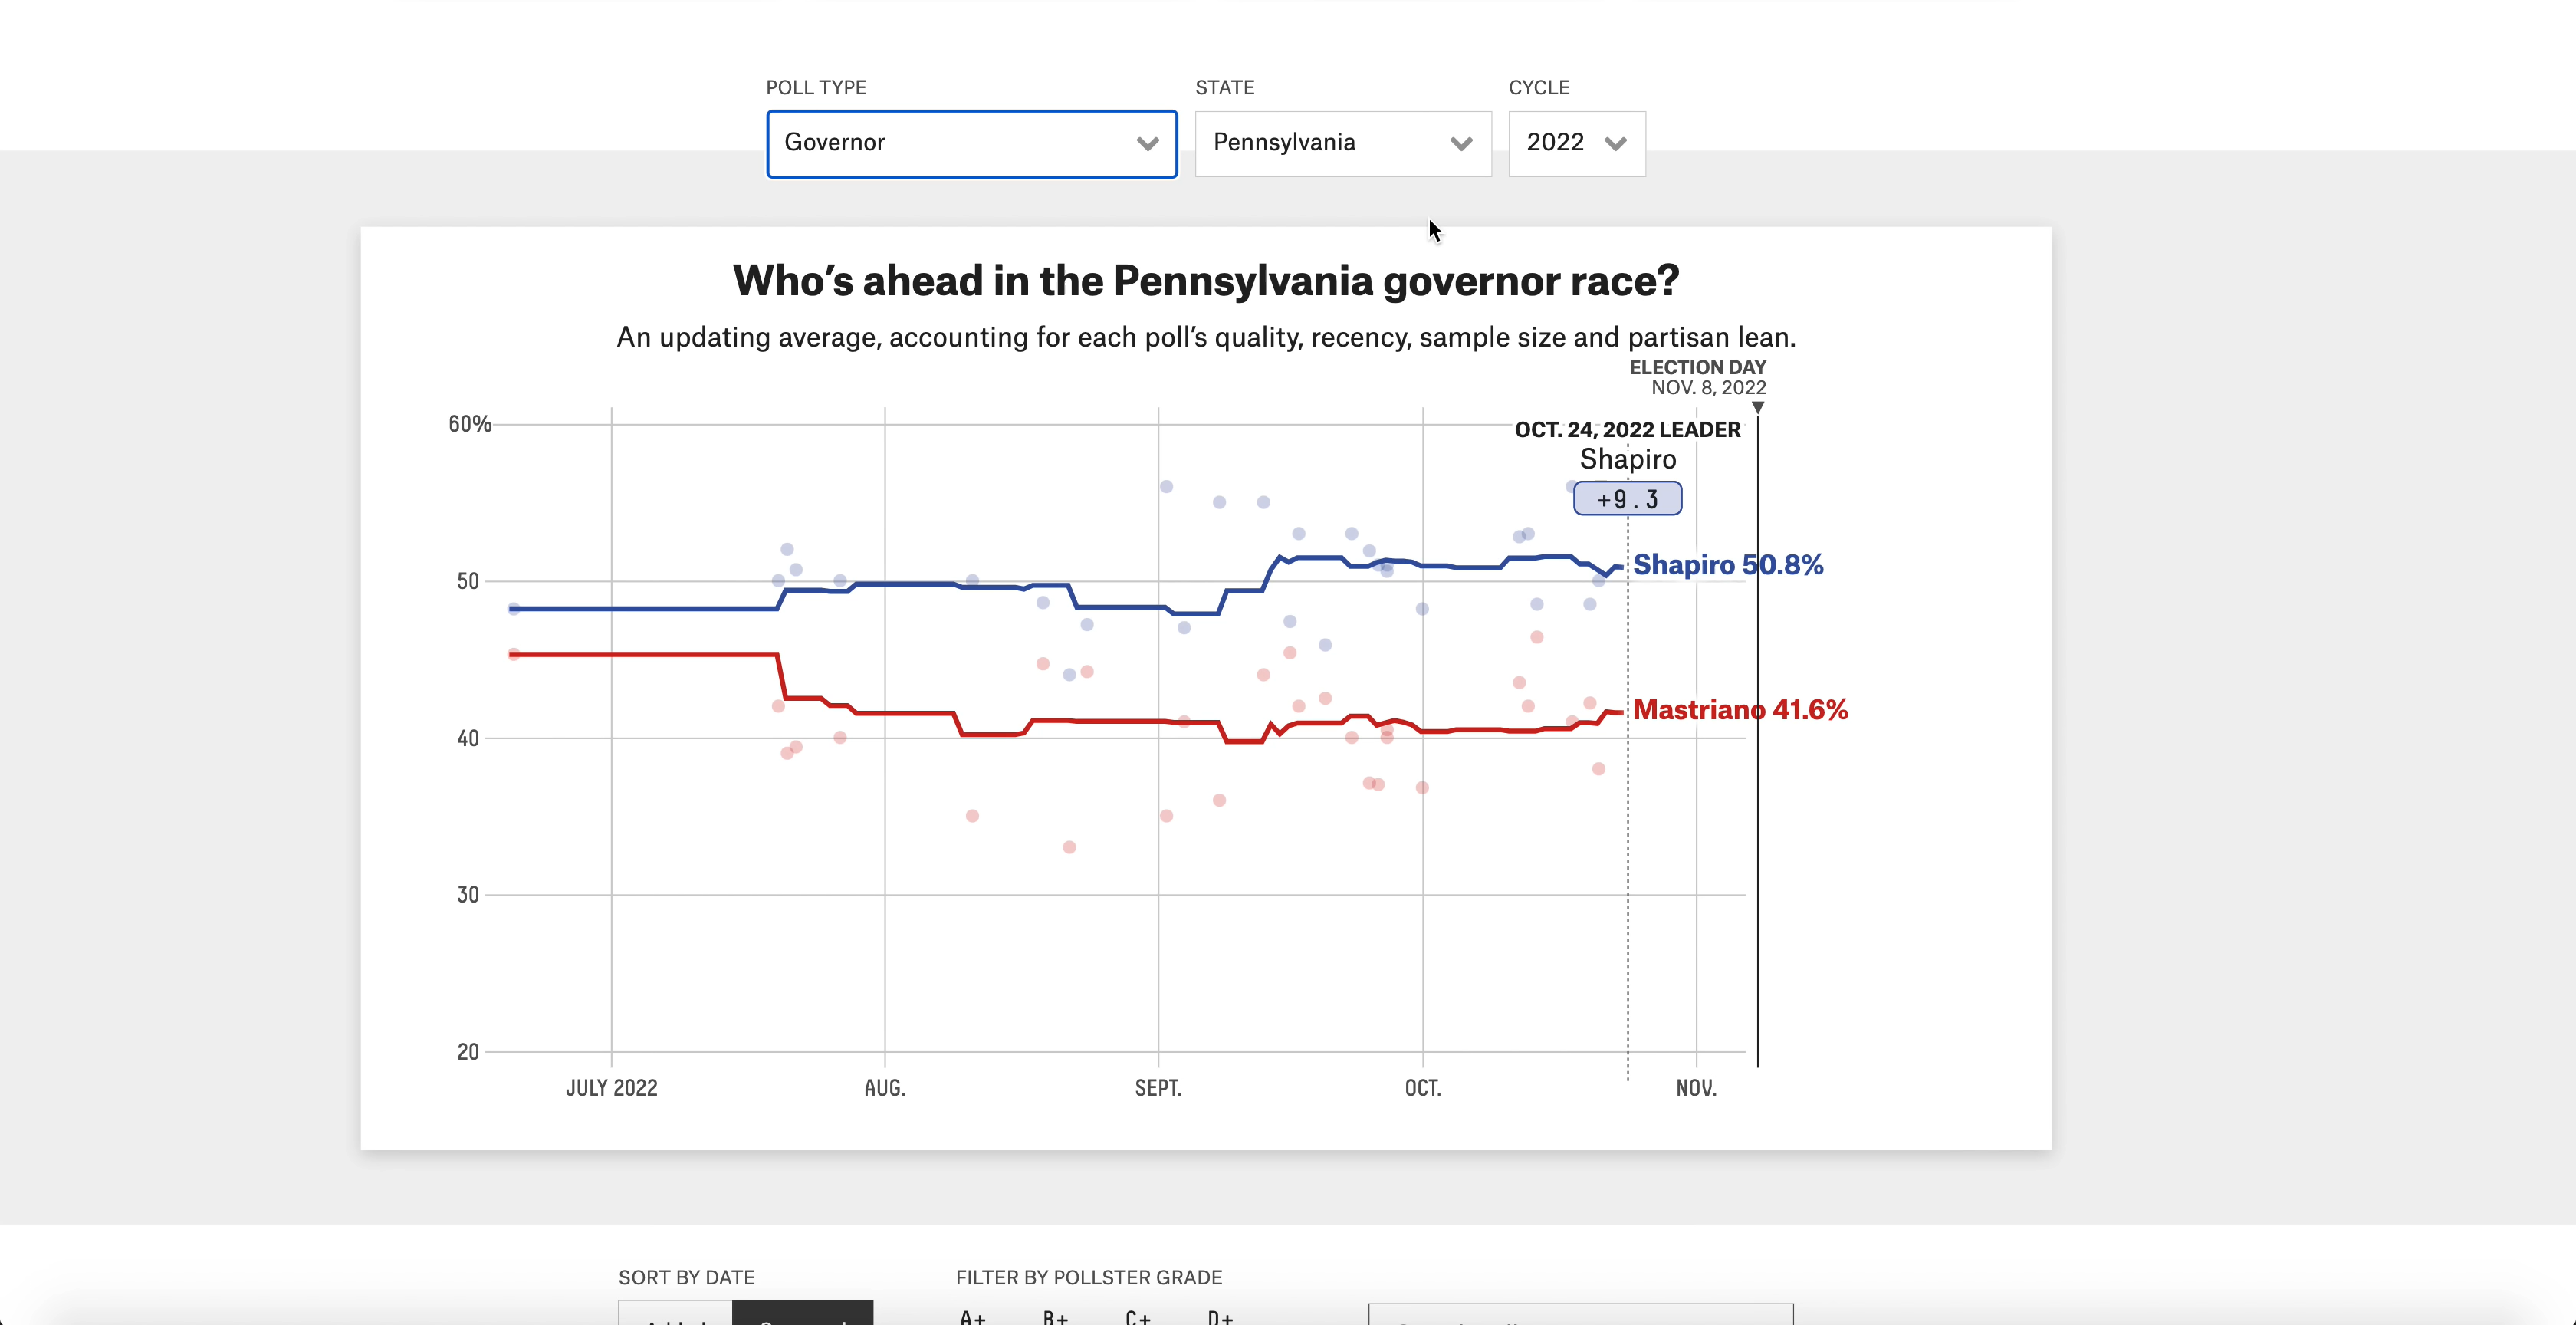 POLL TYPE STATE CYCLE
Governor Pennsylvania 2022
Who’s ahead in the Pennsylvania governor race?
An updating average, accounting for each poll’s quality, recency, sample size and partisan lean.
ELECTION DAY
NOV. 8, 2022
60%
OCT. 24, 2022 LEADER
Shapiro
+9.3
50
Shapiro 50.8%
Mastriano 41.6%
40
30
20
JULY 2022 AUG. SEPT. OCT. NOV.
SORT BY DATE FILTER BY POLLSTER GRADE
A+ B+ C+ D+